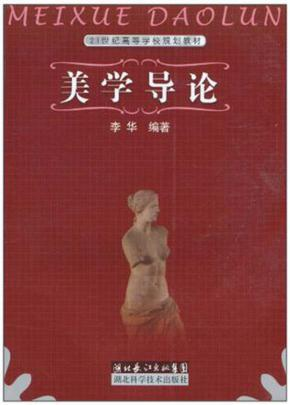 MEIXUE DAOLUN
21世纪高等学校规划教材
美学导论
李华 编著
湖北长江出版集团
湖北科学技术出版社